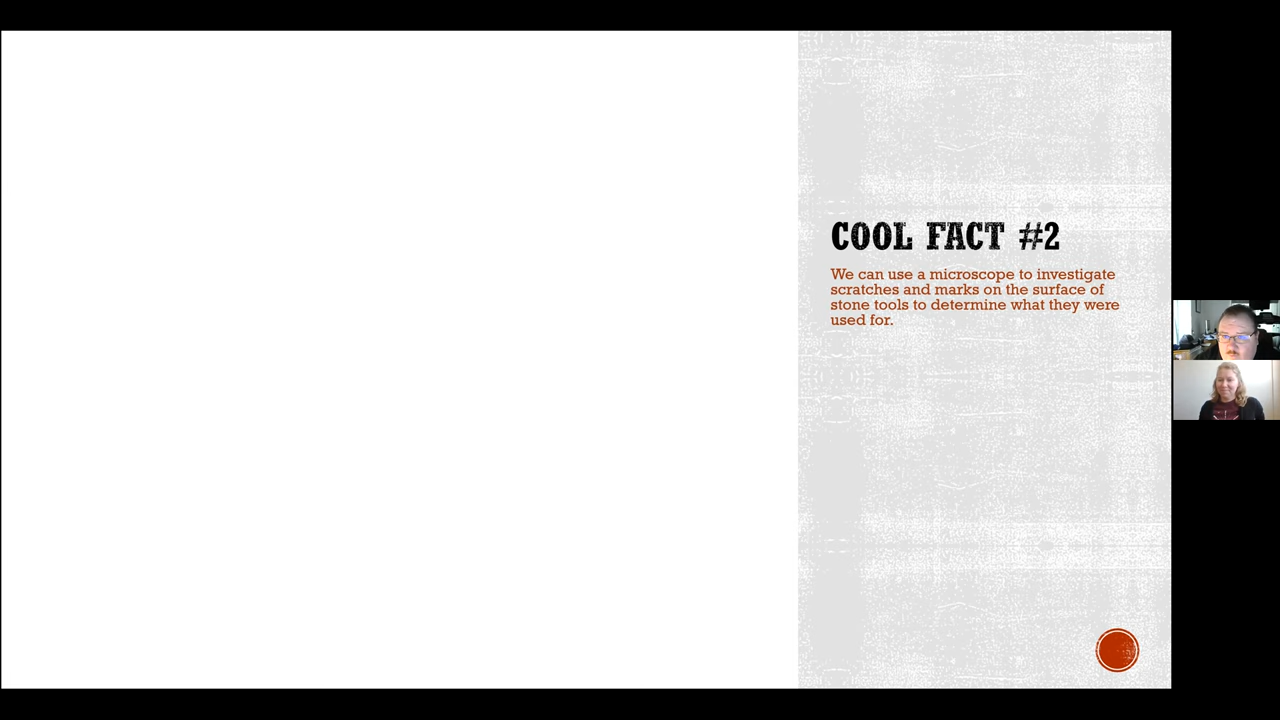 COOL FACT #2
We can use a microscope to investigate
scratches and marks on the surface of
stone tools to determine what they were
used for.